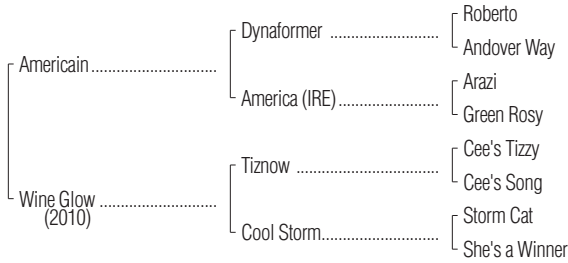 Roberto
Dynaformer
Andover Way
Americain
Arazi
America (IRE)
Green Rosy
Cee's Tizzy
Tiznow
Cee's Song
Wine Glow
(2010)
Storm Cat
Cool Storm
She's a Winner